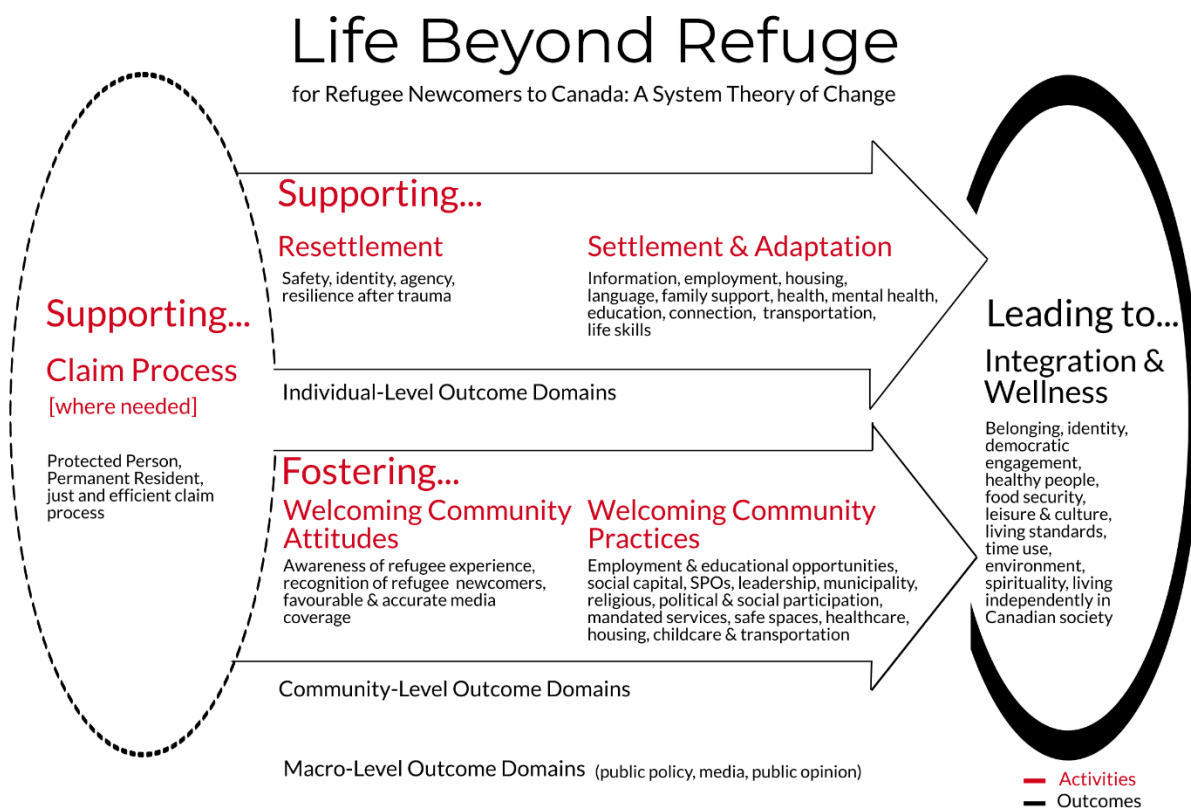 Life Beyond Refuge
for Refugee Newcomers to Canada: A System Theory of Change
Supporting...
Claim Process
[where needed]
Protected Person,
Permanent Resident,
just and efficient claim
process
Supporting...
Resettlement
Safety, identity, agency,
resilience after trauma
Settlement & Adaptation
Information, employment, housing,
language, family support, health, mental health,
education, connection, transportation,
life skills
Individual-Level Outcome Domains
Fostering...
Welcoming Community
Attitudes
Awareness of refugee experience,
recognition of refugee newcomers,
favourable & accurate media
coverage
Welcoming Community
Practices
Employment & educational opportunities,
social capital, SPOs, leadership, municipality,
religious, political & social participation,
mandated services, safe spaces, healthcare,
housing, childcare & transportation
Community-Level Outcome Domains
Macro-Level Outcome Domains (public policy, media, public opinion)
Leading to...
Integration &
Wellness
Belonging, identity,
democratic
engagement,
healthy people,
food security,
leisure & culture,
living standards,
time use,
environment,
spirituality, living
independently in
Canadian society
Activities
Outcomes